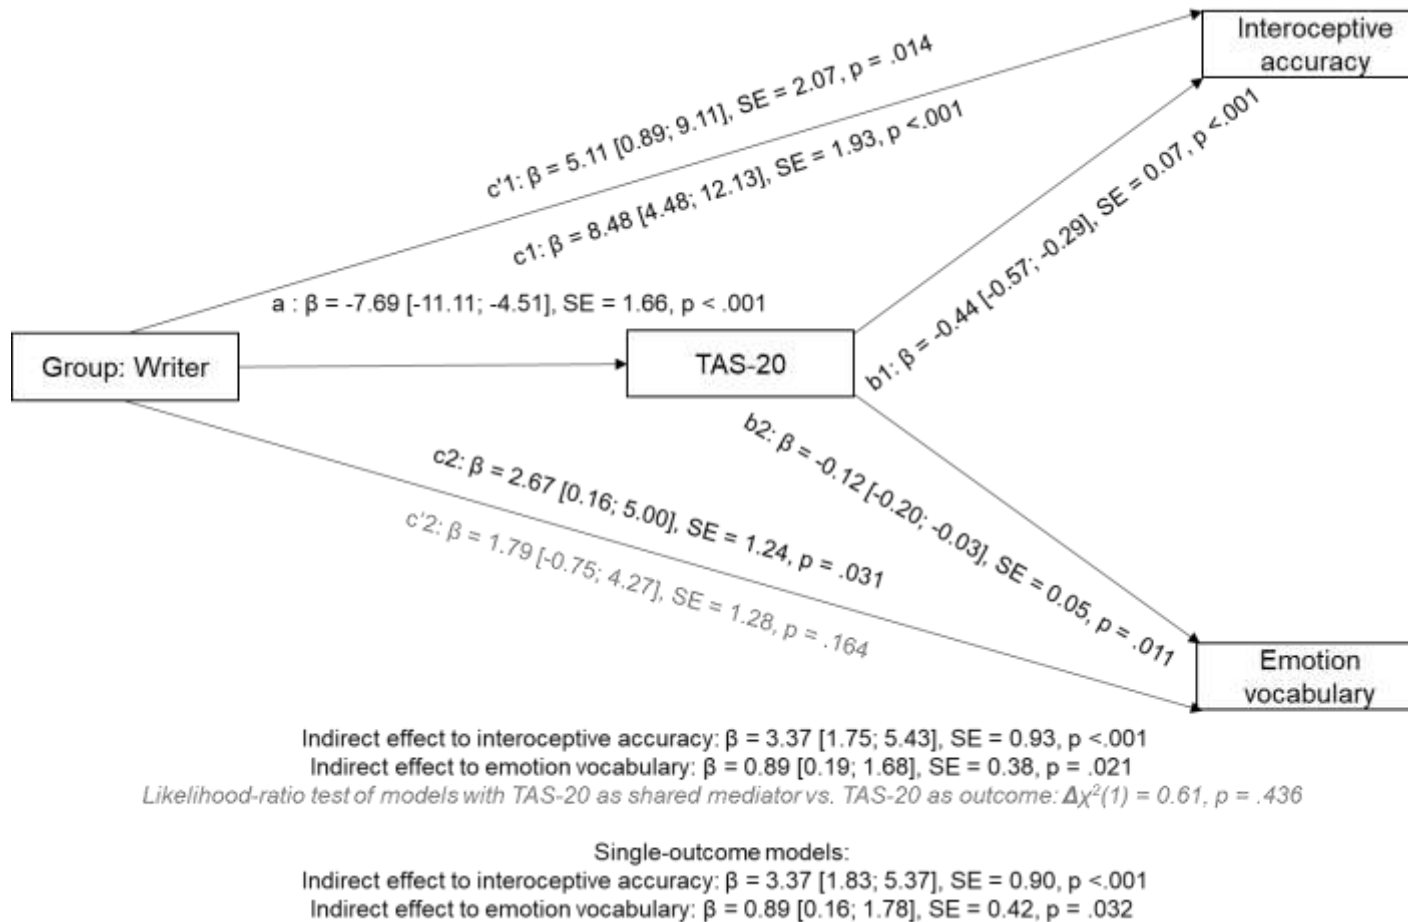 Interoceptive
accuracy
c'1: β = 5.11 [0.89; 9.11], SE = 2.07, p = .014
c1: β = 8.48 [4.48; 12.13], SE = 1.93, p <.001
a : β = -7.69 [-11.11; -4.51], SE = 1.66, p < .001
b1: β = -0.44 [-0.57; -0.29], SE = 0.07, p <.001
Group: Writer
TAS-20
b2: β = -0.12 [-0.20; -0.03], SE = 0.05, p = .011
c2: β = 2.67 [0.16; 5.00], SE = 1.24, p = .031
c'2: β = 1.79 [-0.75; 4.27], SE = 1.28, p = .164
Emotion
vocabulary
Indirect effect to interoceptive accuracy: β = 3.37 [1.75; 5.43], SE = 0.93, p <.001
Indirect effect to emotion vocabulary: β = 0.89 [0.19; 1.68], SE = 0.38, p = .021
Likelihood-ratio test of models with TAS-20 as shared mediator vs. TAS-20 as outcome: Δχ²(1) = 0.61, p = .436
Single-outcome models:
Indirect effect to interoceptive accuracy: β = 3.37 [1.83; 5.37], SE = 0.90, p <.001
Indirect effect to emotion vocabulary: β = 0.89 [0.16; 1.78], SE = 0.42, p = .032